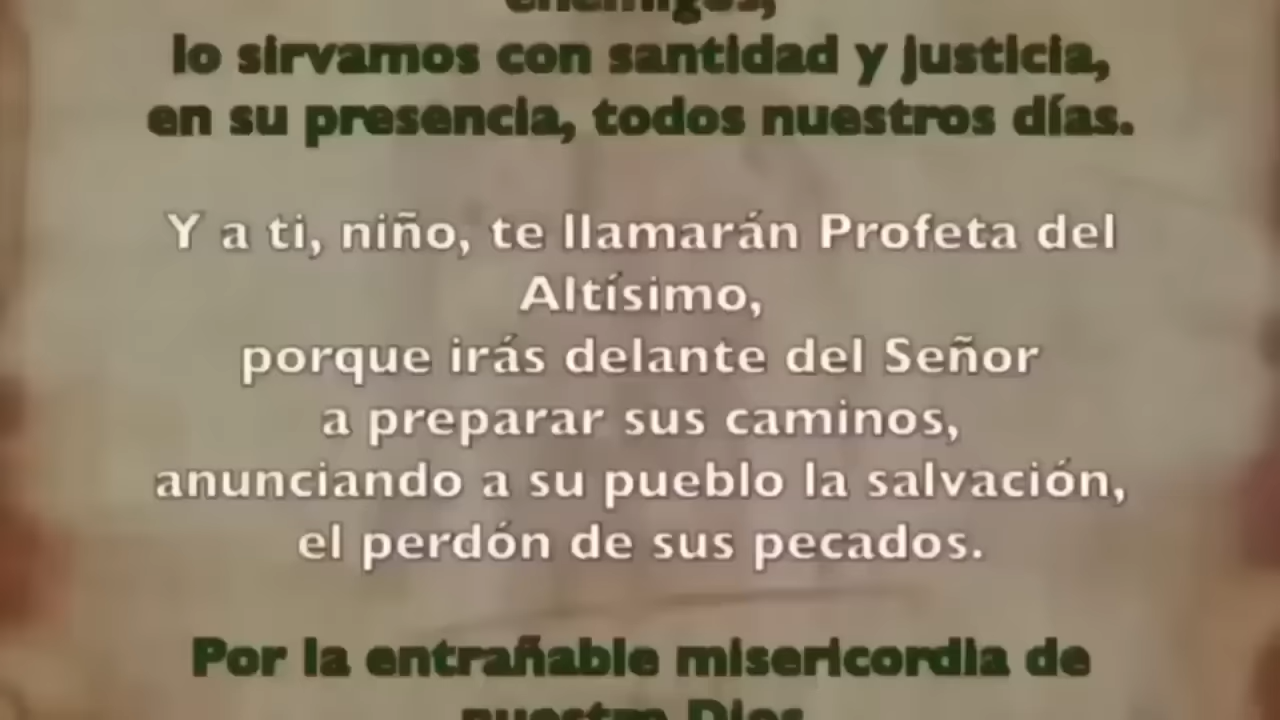 enemigos,
lo sirvamos con santidad y justicia,
en su presencia, todos nuestros días.
Y a ti, niño, te llamarán Profeta del
Altísimo,
porque irás delante del Señor
a preparar sus caminos,
anunciando a su pueblo la salvación,
el perdón de sus pecados.
Por la entrañable misericordia de
nuestro Dios